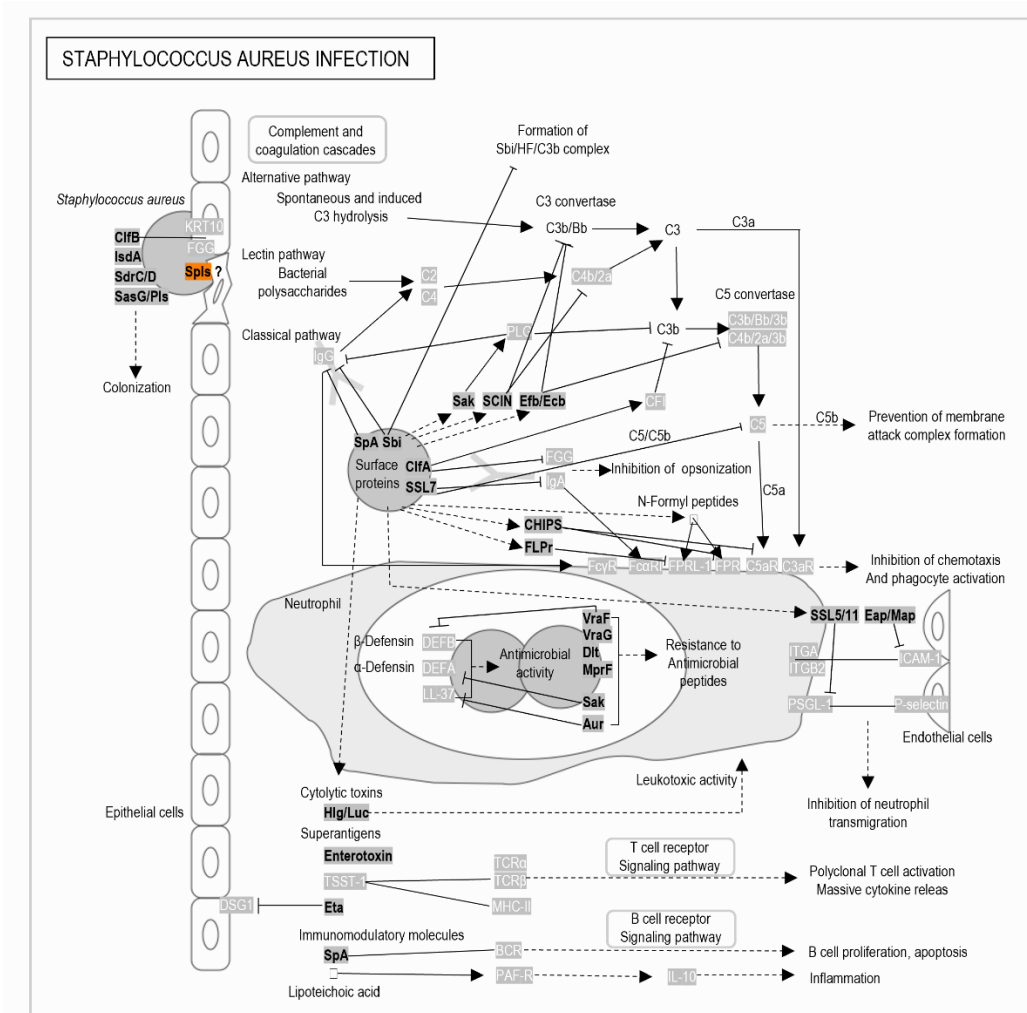 STAPHYLOCOCCUS AUREUS INFECTION
Complement and
coagulation cascades
Formation of
Sbi/HF/C3b complex
Alternative pathway
Staphylococcus aureus
Spontaneous and induced
C3 hydrolysis
C3 convertase
C3b/Bb
C3
C3a
KRT10
ClfB
FGG
IsdA
Spls ?
SdrC/D
SasG/Pls
Lectin pathway
Bacterial
polysaccharides
C2
C4
C4b/2a
C5 convertase
C3b/Bb/3b
C4b/2a/3b
Classical pathway
IgG
PLG
C3b
Colonization
Sak
SCIN
Efb/Ecb
CFI
C5
C5b
Prevention of membrane
attack complex formation
SpA Sbi
Surface
proteins
ClfA
SSL7
C5/C5b
FGG
IgA
Inhibition of opsonization
C5a
N-Formyl peptides
CHIPS
FLPr
FcγR
FcαRI
FPRL-1
FPR
C5aR
C3aR
Inhibition of chemotaxis
And phagocyte activation
Neutrophil
SSL5/11
Eap/Map
β-Defensin
DEFB
α-Defensin
DEFA
LL-37
Antimicrobial
activity
VraF
VraG
Dlt
MprF
Sak
Aur
Resistance to
Antimicrobial
peptides
ITGA
ITGB2
ICAM-1
PSGL-1
P-selectin
Endothelial cells
Leukotoxic activity
Inhibition of neutrophil
transmigration
Epithelial cells
Cytolytic toxins
Hlg/Luc
Superantigens
Enterotoxin
TSST-1
TCRα
TCRβ
MHC-II
T cell receptor
Signaling pathway
Polyclonal T cell activation
Massive cytokine releas
DSG1
Eta
Immunomodulatory molecules
SpA
BCR
B cell receptor
Signaling pathway
B cell proliferation, apoptosis
Lipoteichoic acid
PAF-R
IL-10
Inflammation